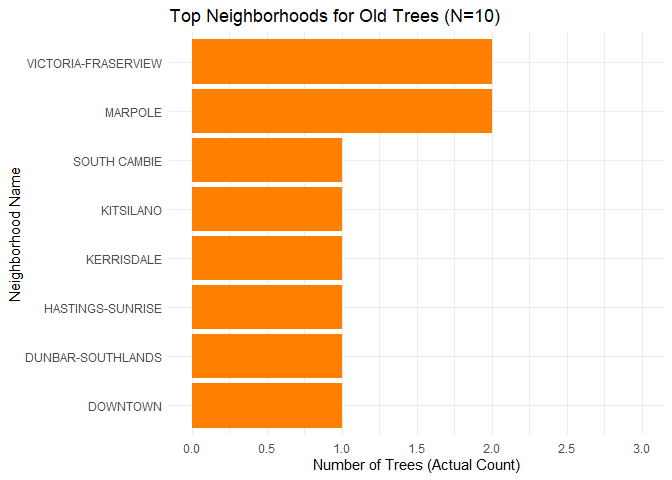 Top Neighborhoods for Old Trees (N=10)
Neighborhood Name
VICTORIA-FRASERVIEW
MARPOLE
SOUTH CAMBIE
KITSILANO
KERRISDALE
HASTINGS-SUNRISE
DUNBAR-SOUTHLANDS
DOWNTOWN
0.0 0.5 1.0 1.5 2.0 2.5 3.0
Number of Trees (Actual Count)